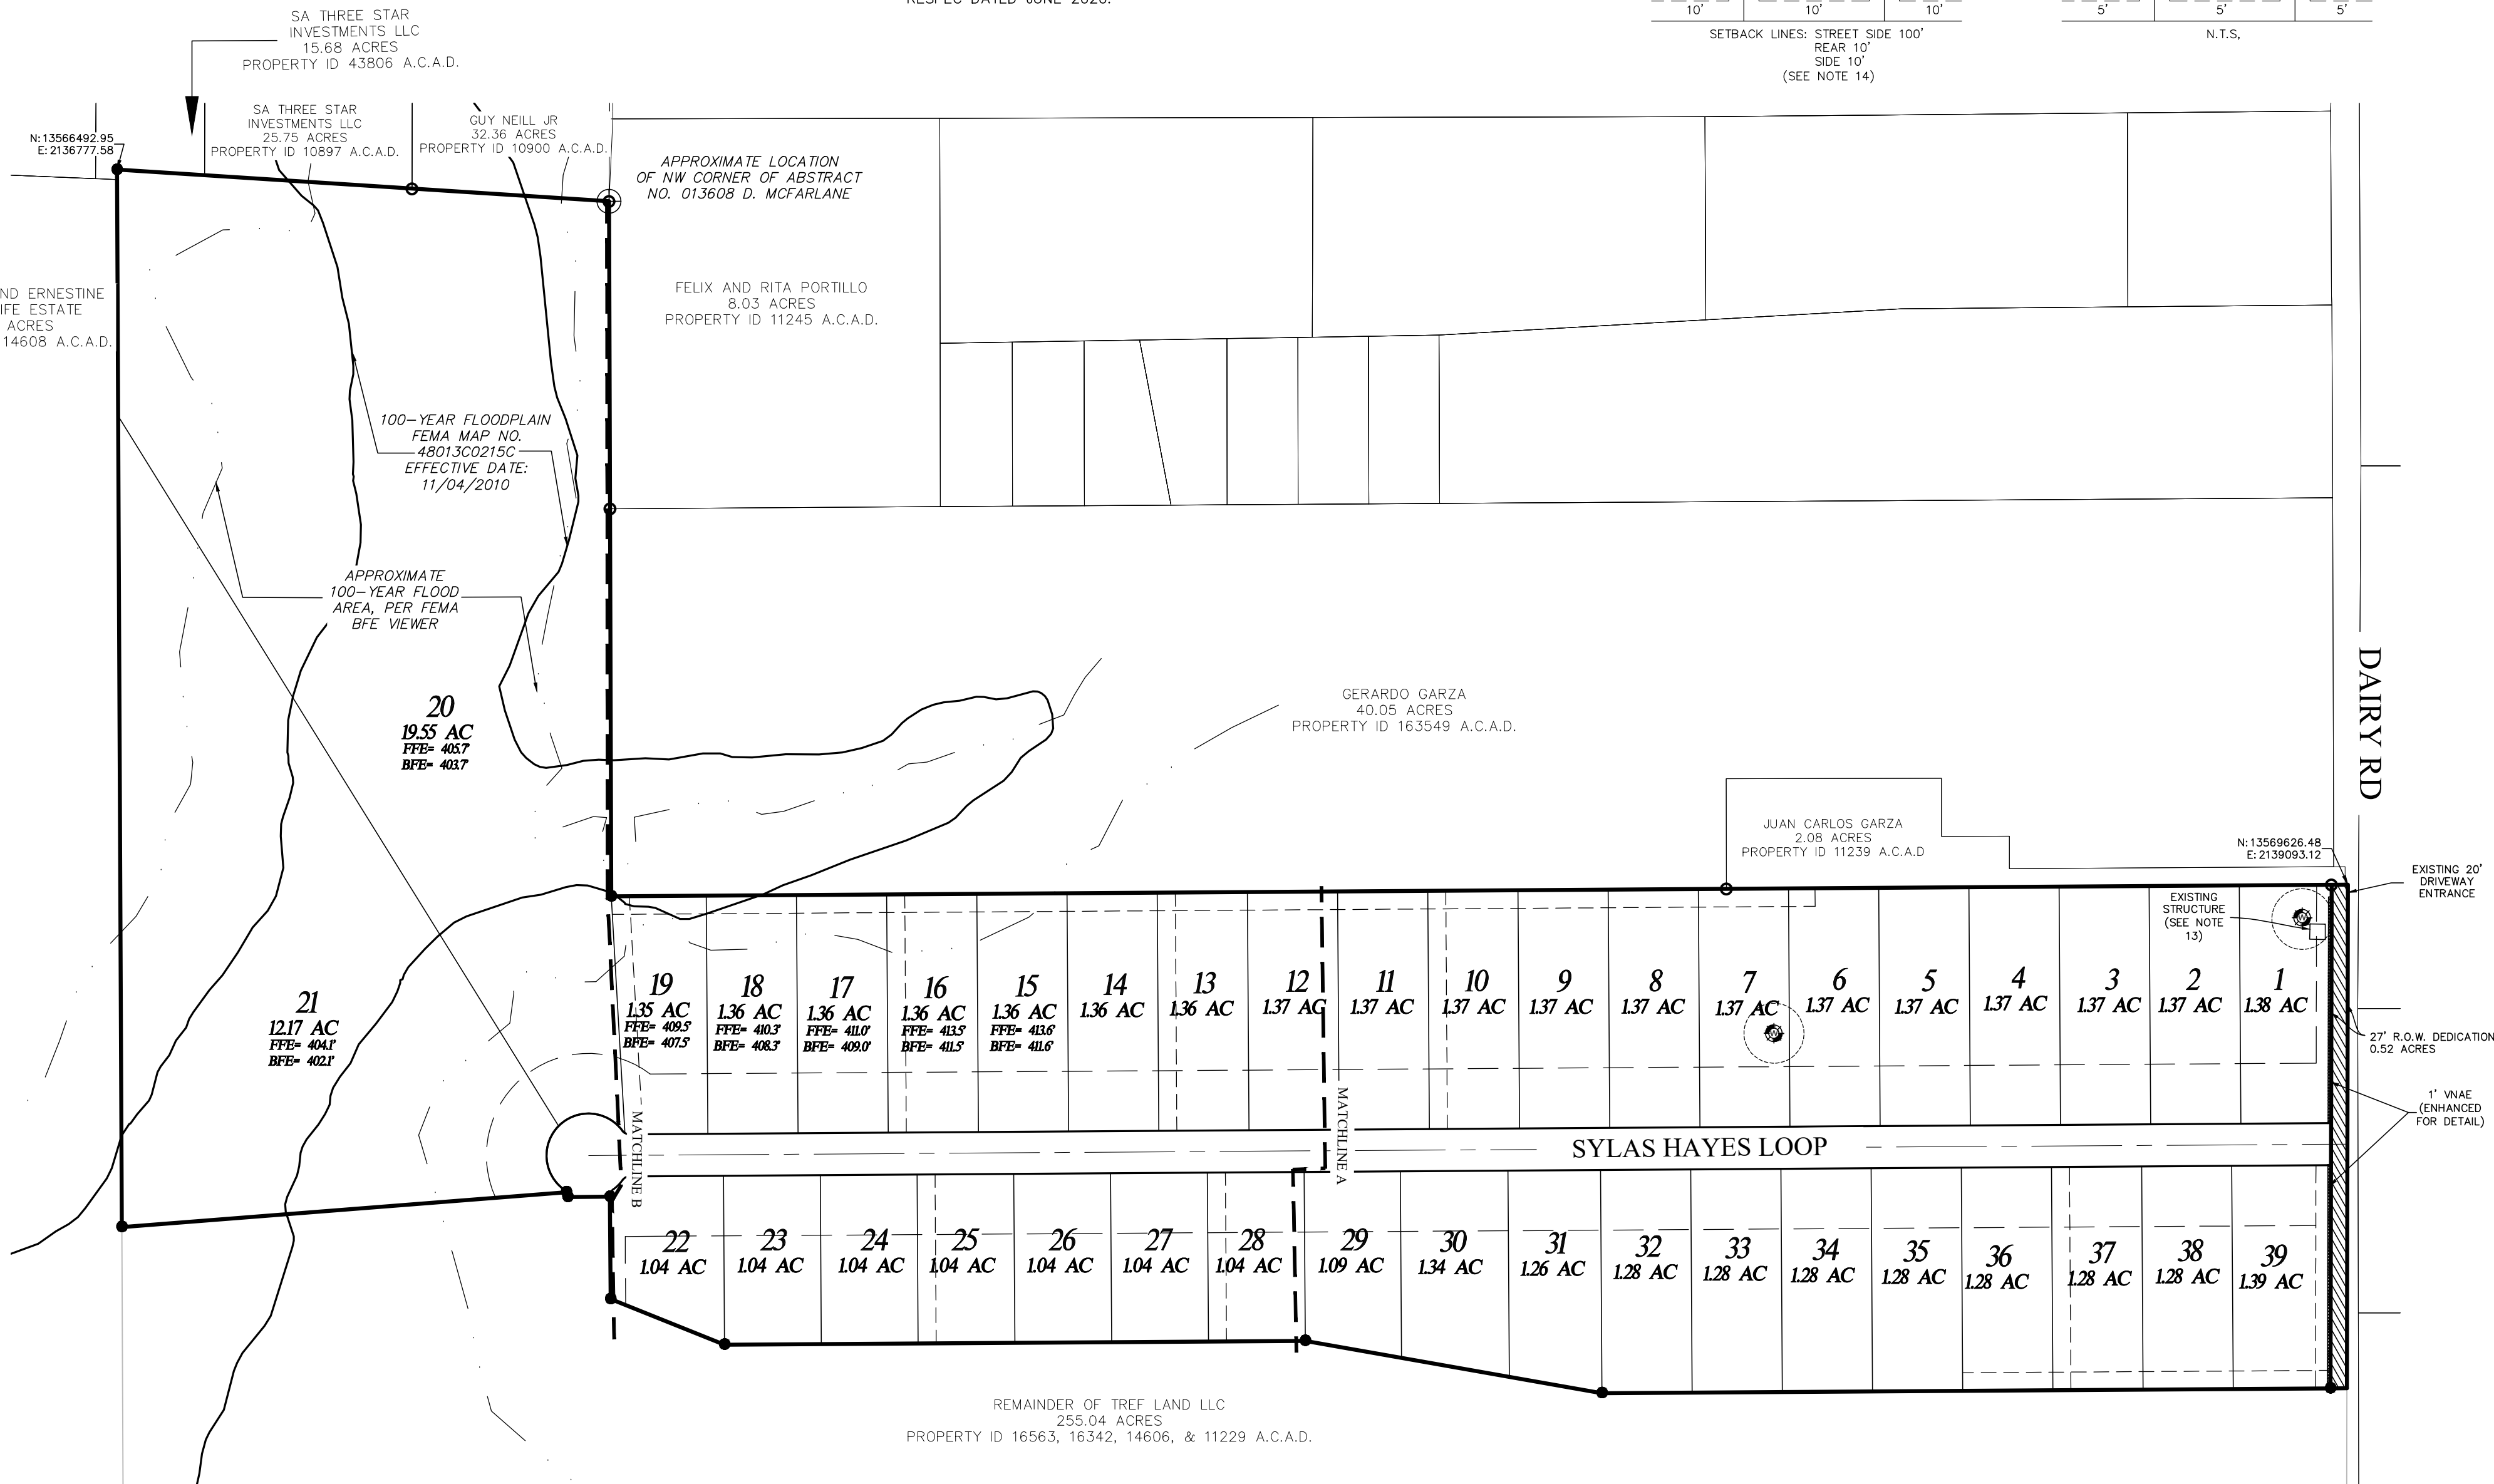 SA THREE STAR
INVESTMENTS LLC
15.68 ACRES
PROPERTY ID 43806 A.C.A.D.
10' 10' 10'
SETBACK LINES: STREET SIDE 100'
REAR 10'
SIDE 10'
(SEE NOTE 14)
5' 5' 5'
N.T.S,
N:13566492.95
E:2136777.58
SA THREE STAR
INVESTMENTS LLC
25.75 ACRES
PROPERTY ID 10897 A.C.A.D.
GUY NEILL JR
32.36 ACRES
PROPERTY ID 10900 A.C.A.D.
APPROXIMATE LOCATION
OF NW CORNER OF ABSTRACT
NO. 013608 D. MCFARLANE
ND ERNESTINE
IFE ESTATE
ACRES
14608 A.C.A.D.
FELIX AND RITA PORTILLO
8.03 ACRES
PROPERTY ID 11245 A.C.A.D.
100-YEAR FLOODPLAIN
FEMA MAP NO.
48013C0215C
EFFECTIVE DATE:
11/04/2010
APPROXIMATE
100-YEAR FLOOD
AREA, PER FEMA
BFE VIEWER
20
19.55 AC
FFE= 405.7'
BFE= 403.7'
GERARDO GARZA
40.05 ACRES
PROPERTY ID 163549 A.C.A.D.
DAIRY RD
JUAN CARLOS GARZA
2.08 ACRES
PROPERTY ID 11239 A.C.A.D
N:13569626.48
E:2139093.12
EXISTING 20'
DRIVEWAY
ENTRANCE
EXISTING
STRUCTURE
(SEE NOTE
13)
21
12.17 AC
FFE= 404.1'
BFE= 402.1'
19
1.35 AC
FFE= 409.5'
BFE= 407.5'
18
1.36 AC
FFE= 410.3'
BFE= 408.3'
17
1.36 AC
FFE= 411.0'
BFE= 409.0'
16
1.36 AC
FFE= 413.5'
BFE= 411.5'
15
1.36 AC
FFE= 413.6'
BFE= 411.6'
14
1.36 AC
13
1.36 AC
12
1.37 AC
11
1.37 AC
10
1.37 AC
9
1.37 AC
8
1.37 AC
7
1.37 AC
W
6
1.37 AC
5
1.37 AC
4
1.37 AC
3
1.37 AC
2
1.37 AC
1
1.38 AC
W
27' R.O.W. DEDICATION
0.52 ACRES
1' VNAE
(ENHANCED
FOR DETAIL)
MATCHLINE B
MATCHLINE A
SYLAS HAYES LOOP
22
1.04 AC
23
1.04 AC
24
1.04 AC
25
1.04 AC
26
1.04 AC
27
1.04 AC
28
1.04 AC
29
1.09 AC
30
1.34 AC
31
1.26 AC
32
1.28 AC
33
1.28 AC
34
1.28 AC
35
1.28 AC
36
1.28 AC
37
1.28 AC
38
1.28 AC
39
1.39 AC
REMAINDER OF TREF LAND LLC
255.04 ACRES
PROPERTY ID 16563, 16342, 14606, & 11229 A.C.A.D.